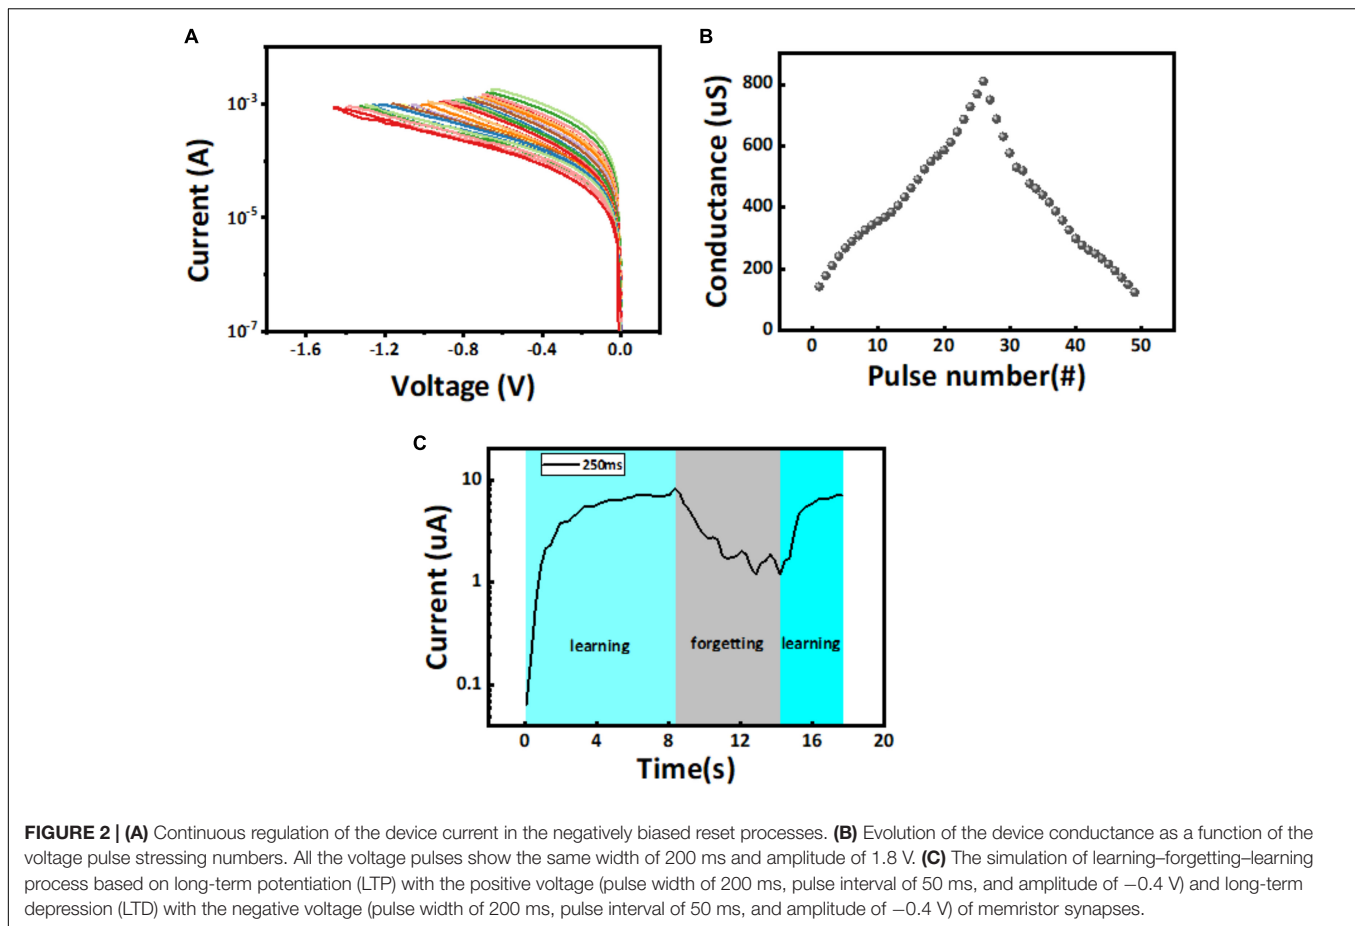 A
10⁻³
10⁻⁵
10⁻⁷
Current (A)
-1.6 -1.2 -0.8 -0.4 0.0
Voltage (V)
B
800
600
400
200
0
Conductance (uS)
0 10 20 30 40 50
Pulse number(#)
C
250ms
10
1
0.1
Current (uA)
learning forgetting learning
0 4 8 12 16 20
Time(s)
FIGURE 2 | (A) Continuous regulation of the device current in the negatively biased reset processes. (B) Evolution of the device conductance as a function of the
voltage pulse stressing numbers. All the voltage pulses show the same width of 200 ms and amplitude of 1.8 V. (C) The simulation of learning–forgetting–learning
process based on long-term potentiation (LTP) with the positive voltage (pulse width of 200 ms, pulse interval of 50 ms, and amplitude of −0.4 V) and long-term
depression (LTD) with the negative voltage (pulse width of 200 ms, pulse interval of 50 ms, and amplitude of −0.4 V) of memristor synapses.